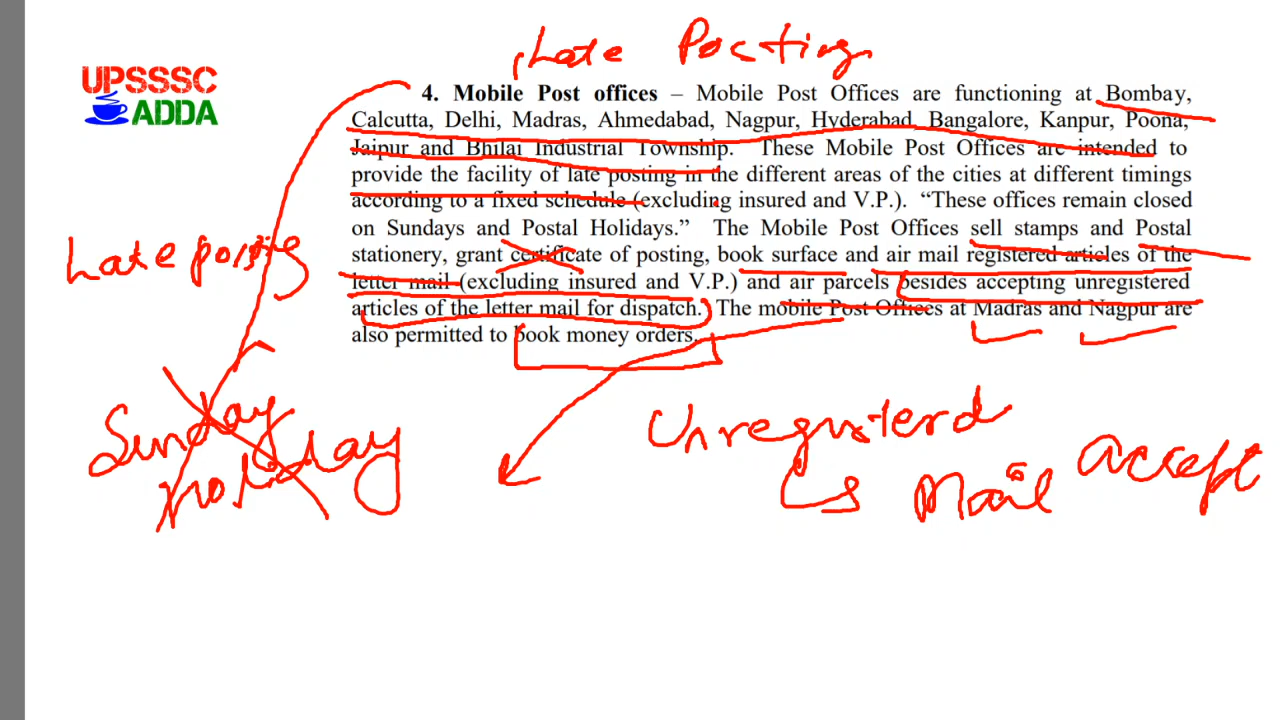 Late Posting
UPSSSC
ADDA
4. Mobile Post offices – Mobile Post Offices are functioning at Bombay,
Calcutta, Delhi, Madras, Ahmedabad, Nagpur, Hyderabad, Bangalore, Kanpur, Poona,
Jaipur and Bhilai Industrial Township. These Mobile Post Offices are intended to
provide the facility of late posting in the different areas of the cities at different timings
according to a fixed schedule (excluding insured and V.P.). “These offices remain closed
on Sundays and Postal Holidays.” The Mobile Post Offices sell stamps and Postal
stationery, grant certificate of posting, book surface and air mail registered articles of the
letter mail (excluding insured and V.P.) and air parcels besides accepting unregistered
articles of the letter mail for dispatch. The mobile Post Offices at Madras and Nagpur are
also permitted to book money orders.
Late posting
Sunday
Holiday
Unregisterd
Mail accept